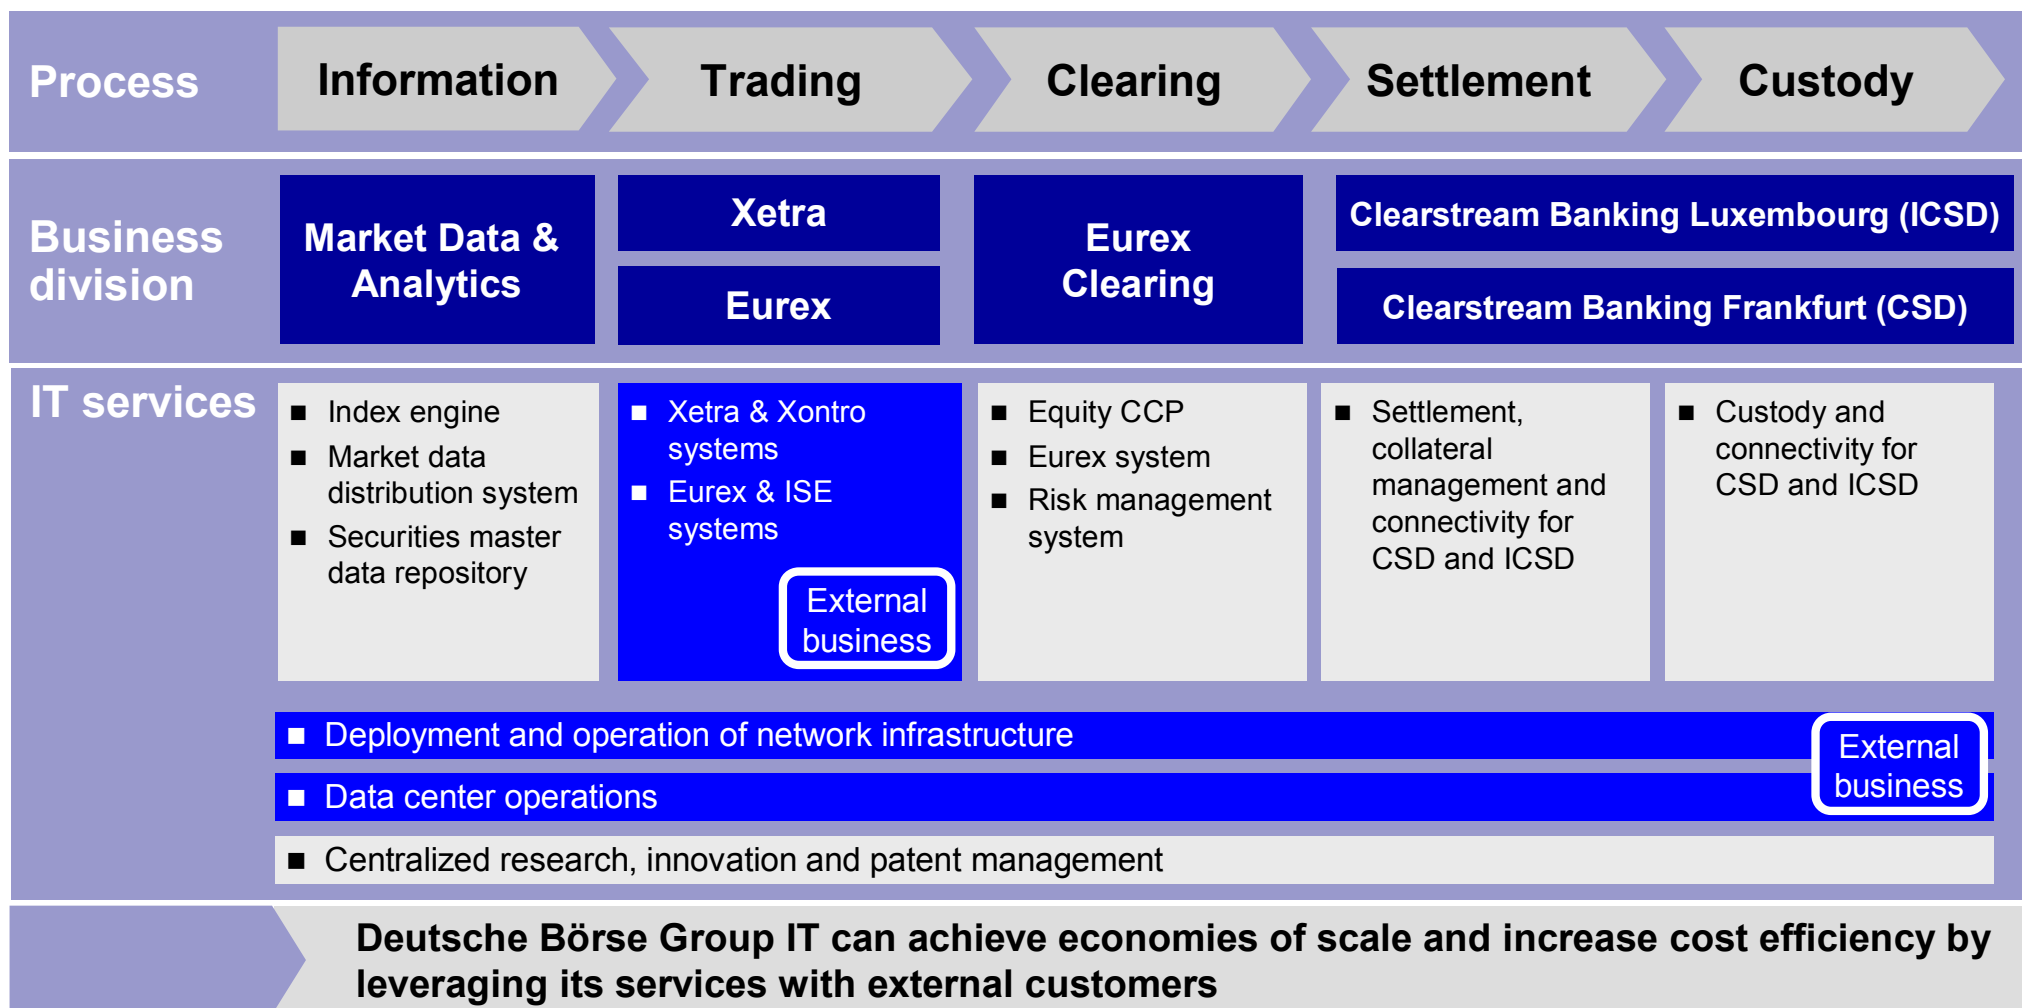 Process
Information
Trading
Clearing
Settlement
Custody
Business
division
Market Data &
Analytics
Xetra
Eurex
Eurex
Clearing
Clearstream Banking Luxembourg (ICSD)
Clearstream Banking Frankfurt (CSD)
IT services
■ Index engine
■ Market data
distribution system
■ Securities master
data repository
■ Xetra & Xontro
systems
■ Eurex & ISE
systems
External
business
■ Equity CCP
■ Eurex system
■ Risk management
system
■ Settlement,
collateral
management and
connectivity for
CSD and ICSD
■ Custody and
connectivity for
CSD and ICSD
■ Deployment and operation of network infrastructure
■ Data center operations
External
business
■ Centralized research, innovation and patent management
Deutsche Börse Group IT can achieve economies of scale and increase cost efficiency by
leveraging its services with external customers